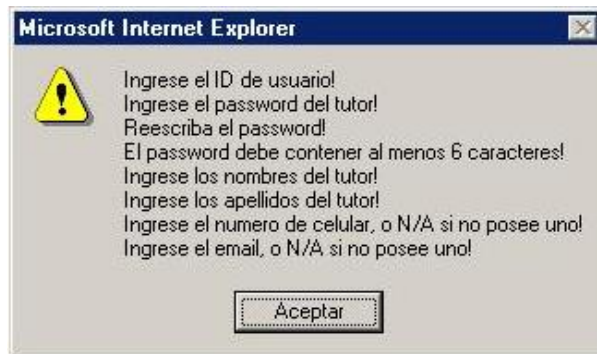 Microsoft Internet Explorer
Ingrese el ID de usuario!
Ingrese el password del tutor!
Reescriba el password!
El password debe contener al menos 6 caracteres!
Ingrese los nombres del tutor!
Ingrese los apellidos del tutor!
Ingrese el numero de celular, o N/A si no posee uno!
Ingrese el email, o N/A si no posee uno!
Aceptar